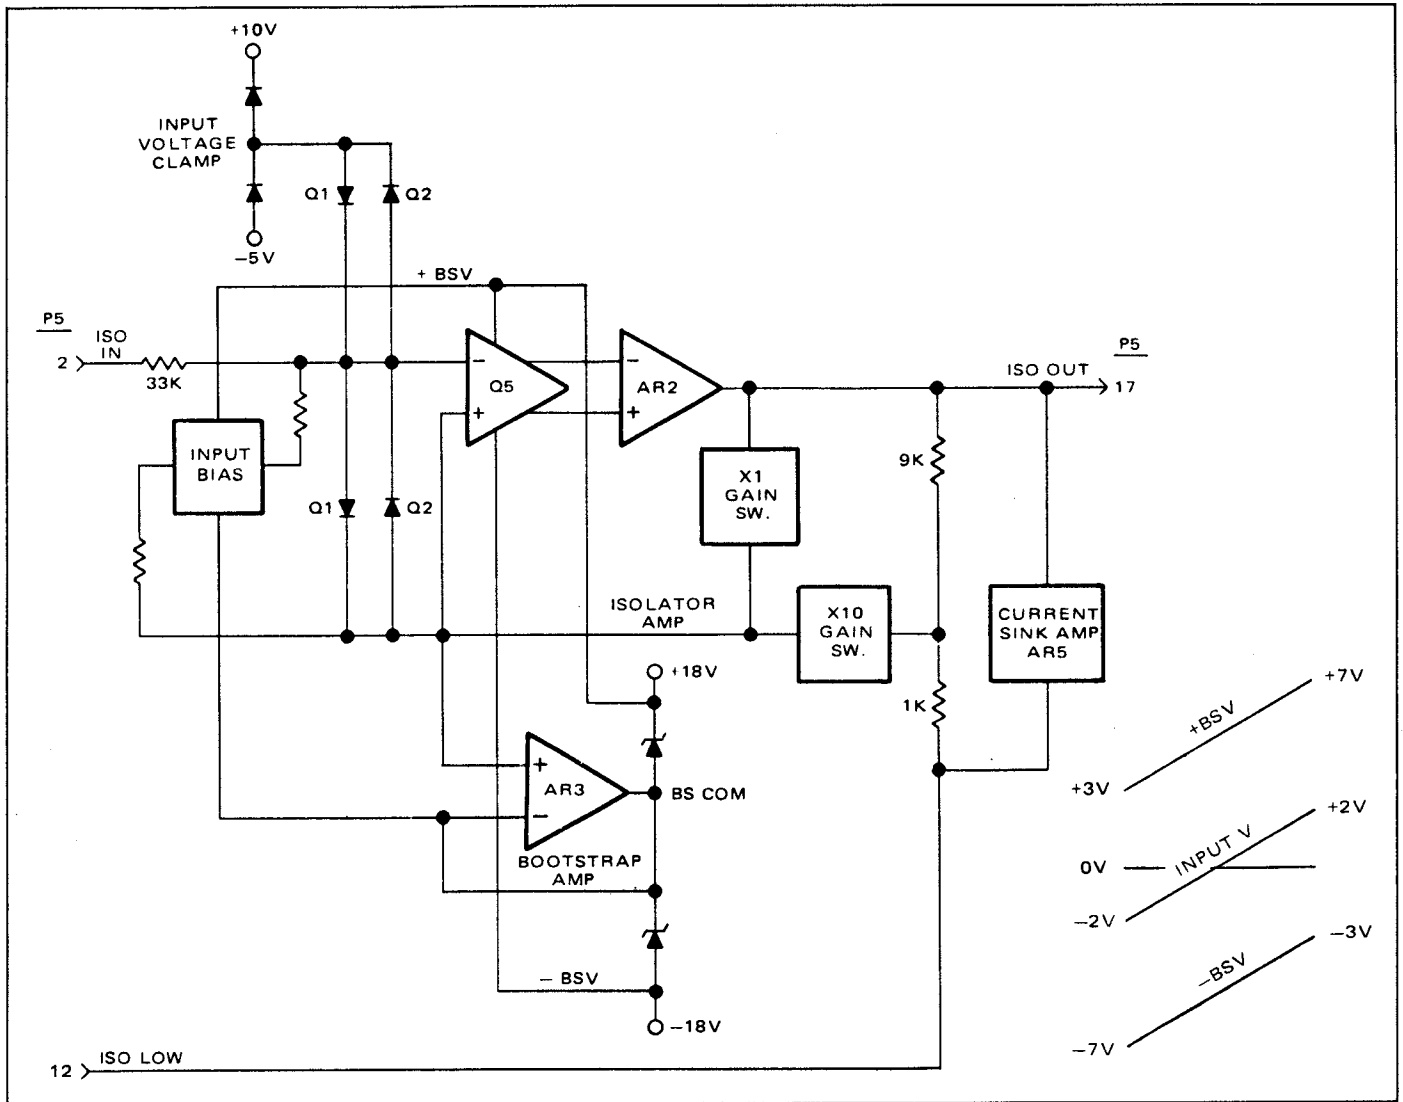 +10V
INPUT
VOLTAGE
CLAMP
Q1
Q2
−5V
+ BSV
P5
2
ISO
IN
33K
−
Q5
+
−
AR2
+
ISO OUT
P5
17
INPUT
BIAS
X1
GAIN
SW.
9K
Q1
Q2
ISOLATOR
AMP
X10
GAIN
SW.
CURRENT
SINK AMP
AR5
+18V
1K
+
AR3
−
BS COM
BOOTSTRAP
AMP
− BSV
−18V
+BSV
+7V
+3V
+2V
INPUT V
0V
−2V
−3V
−BSV
−7V
12
ISO LOW